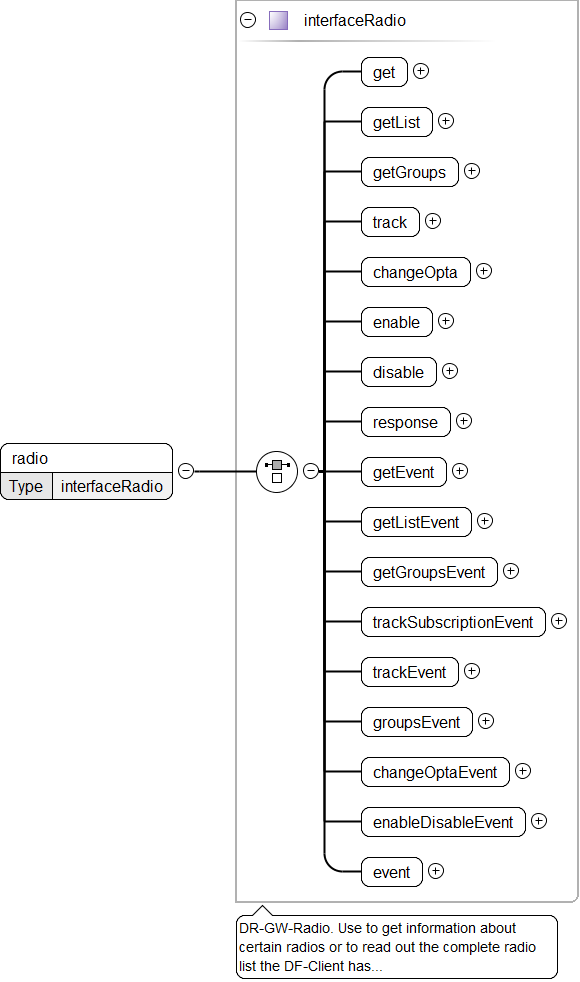 interfaceRadio
get
getList
getGroups
track
changeOpta
enable
disable
response
radio
Type interfaceRadio
getEvent
getListEvent
getGroupsEvent
trackSubscriptionEvent
trackEvent
groupsEvent
changeOptaEvent
enableDisableEvent
event
DR-GW-Radio. Use to get information about
certain radios or to read out the complete radio
list the DF-Client has...